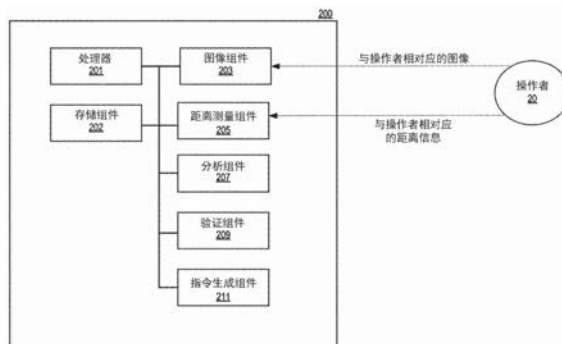 200
处理器
201
图像组件
203
与操作者相对应的图像
操作者
20
存储组件
202
距离测量组件
205
与操作者相对应
的距离信息
分析组件
207
验证组件
209
指令生成组件
211